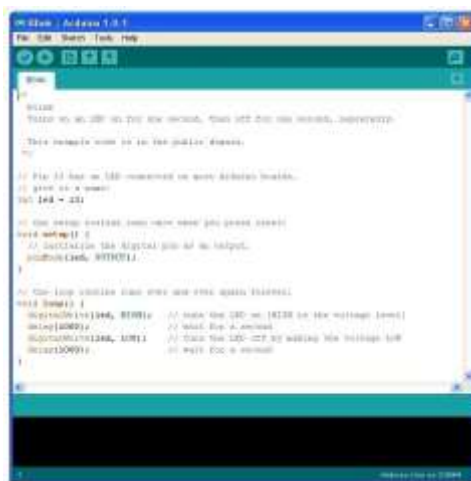 Blink | Arduino 1.0.1
File Edit Sketch Tools Help
Blink
/*
Blink
Turns on an LED on for one second, then off for one second, repeatedly.
This example code is in the public domain.
*/
// Pin 13 has an LED connected on most Arduino boards.
// give it a name:
int led = 13;
// the setup routine runs once when you press reset:
void setup() {
// initialize the digital pin as an output.
pinMode(led, OUTPUT);
}
// the loop routine runs over and over again forever:
void loop() {
digitalWrite(led, HIGH); // turn the LED on (HIGH is the voltage level)
delay(1000); // wait for a second
digitalWrite(led, LOW); // turn the LED off by making the voltage LOW
delay(1000); // wait for a second
}